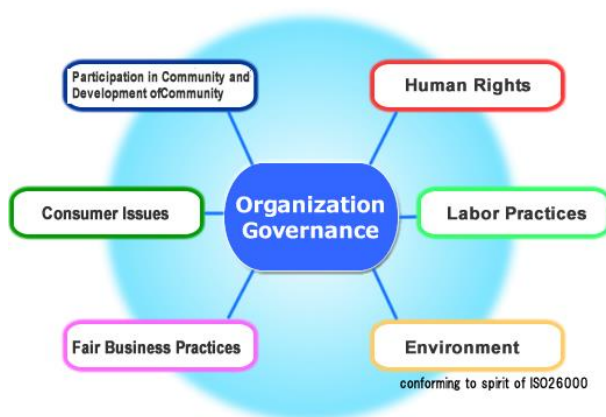 Participation in Community and
Development ofCommunity
Human Rights
Organization
Governance
Consumer Issues
Labor Practices
Fair Business Practices
Environment
conforming to spirit of ISO26000